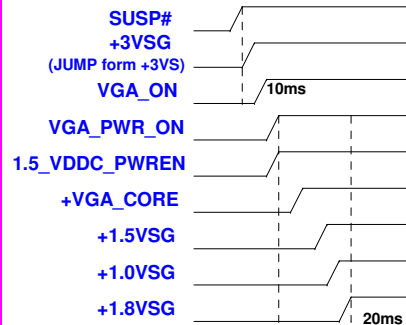 SUSP#
+3VSG
(JUMP form +3VS)
VGA_ON
10ms
VGA_PWR_ON
1.5_VDDC_PWREN
+VGA_CORE
+1.5VSG
+1.0VSG
+1.8VSG
20ms